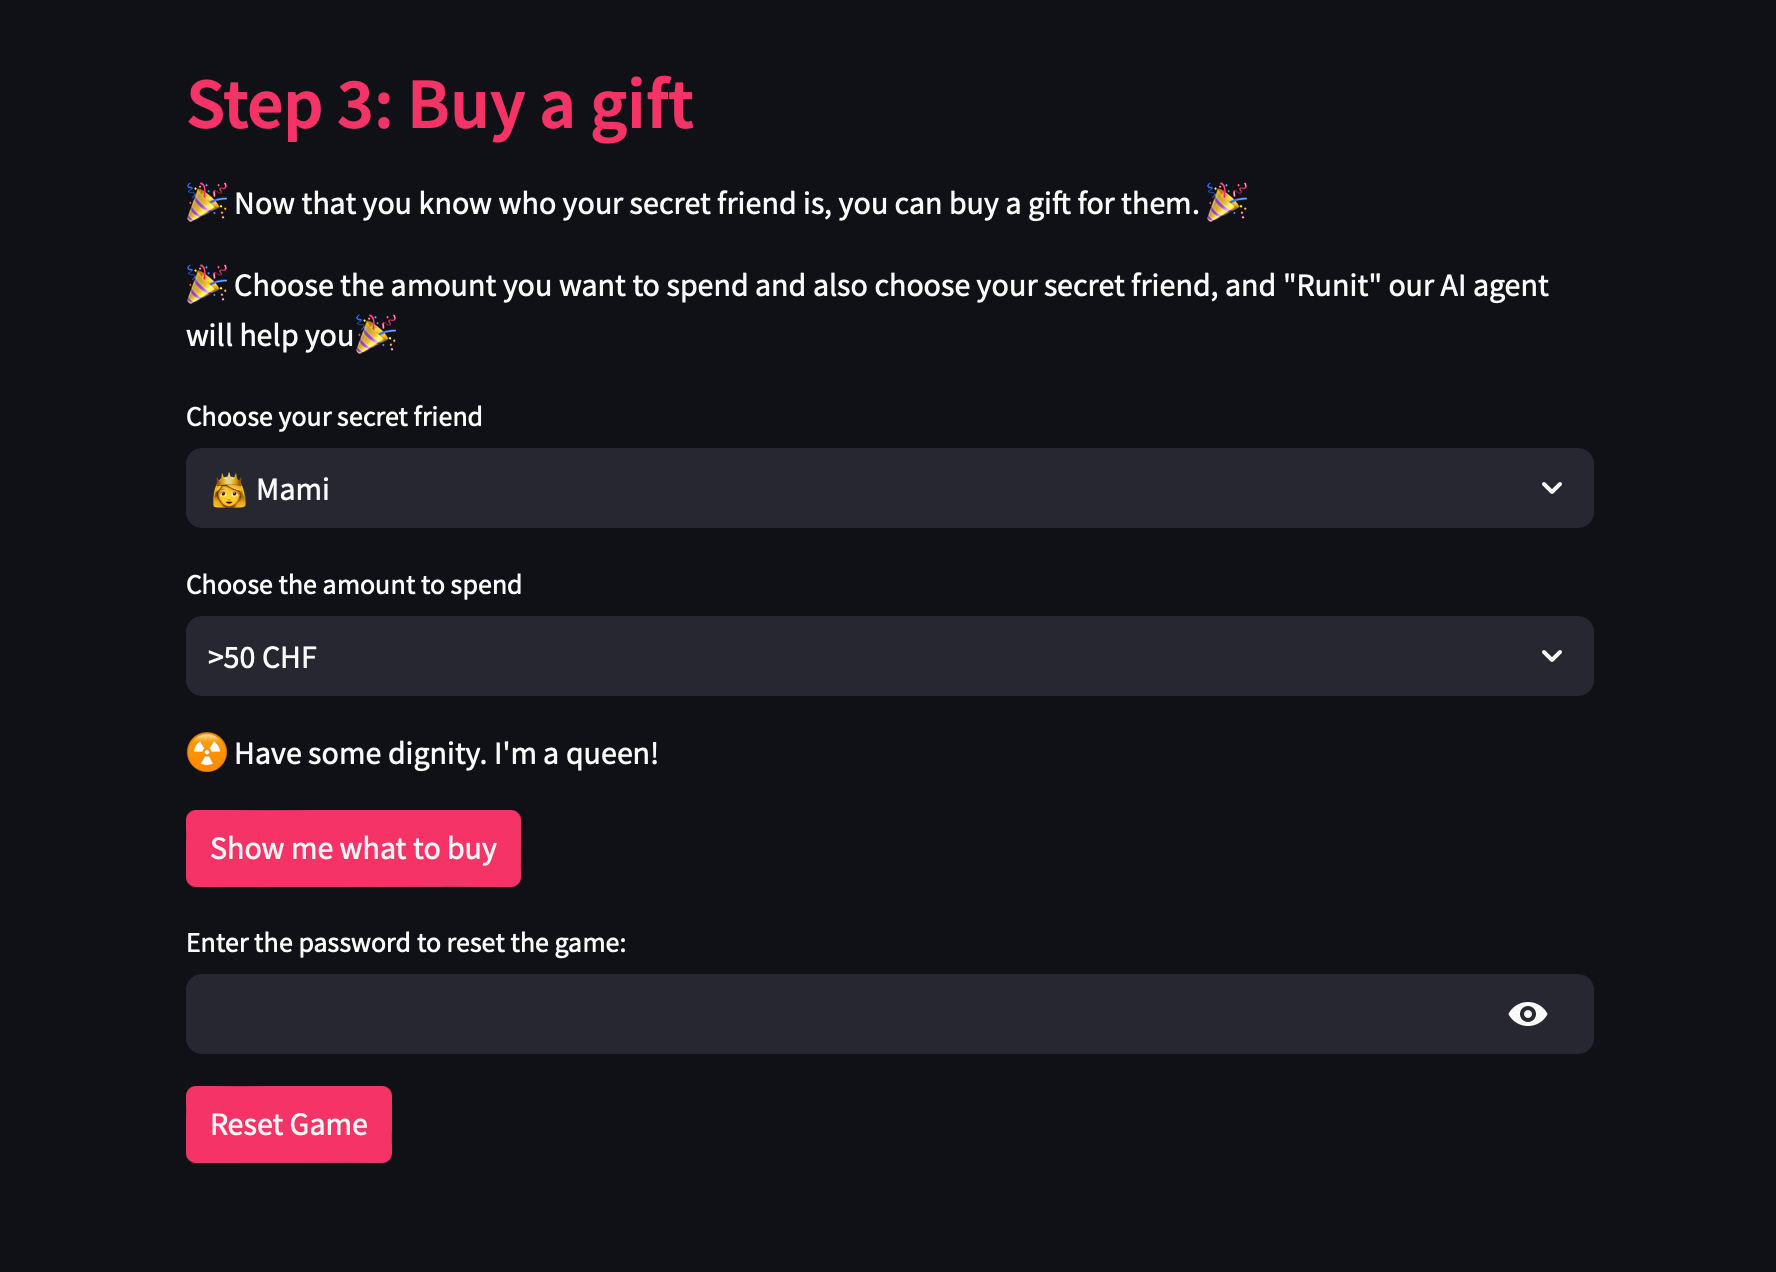 Step 3: Buy a gift
🎉 Now that you know who your secret friend is, you can buy a gift for them. 🎉
🎉 Choose the amount you want to spend and also choose your secret friend, and "Runit" our AI agent
will help you🎉
Choose your secret friend
👸 Mami
Choose the amount to spend
>50 CHF
☢️ Have some dignity. I'm a queen!
Show me what to buy
Enter the password to reset the game:
Reset Game